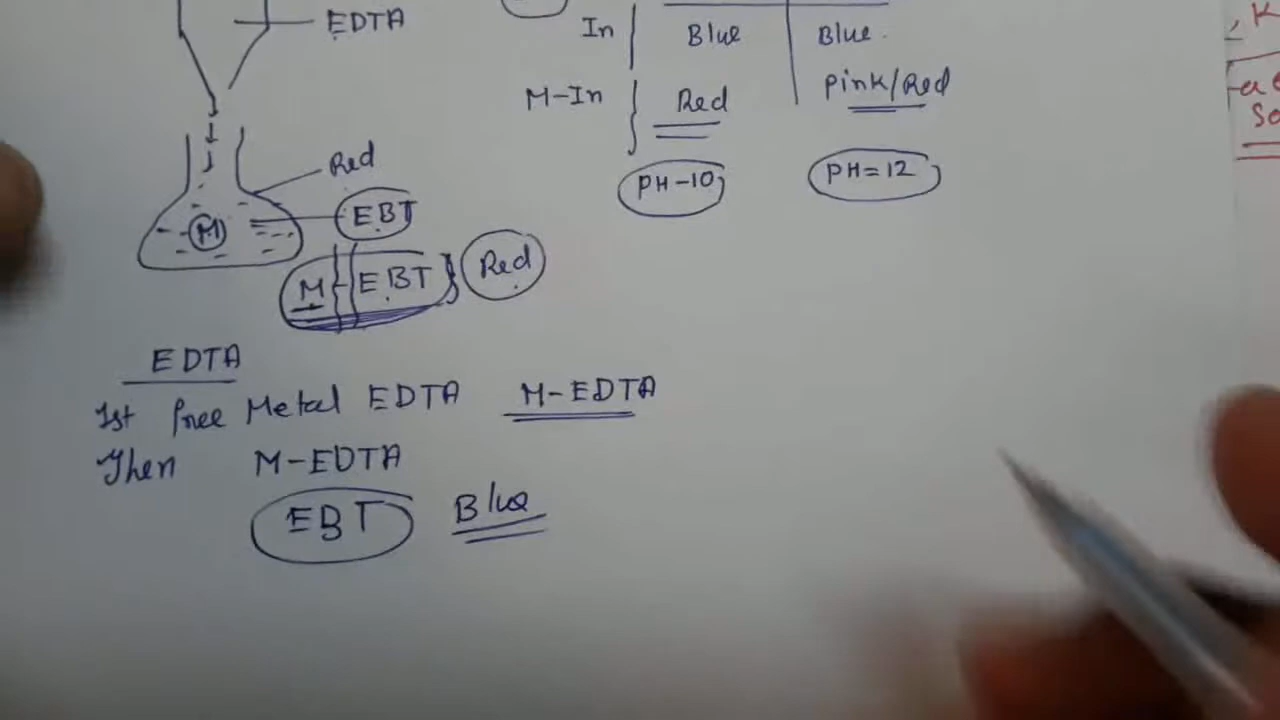 EDTA
In Blue Blue
M-In Red Pink/Red
PH-10 PH=12
Red
M EBT
M-EBT Red
EDTA
1st free Metal EDTA M-EDTA
Then M-EDTA
EBT Blue